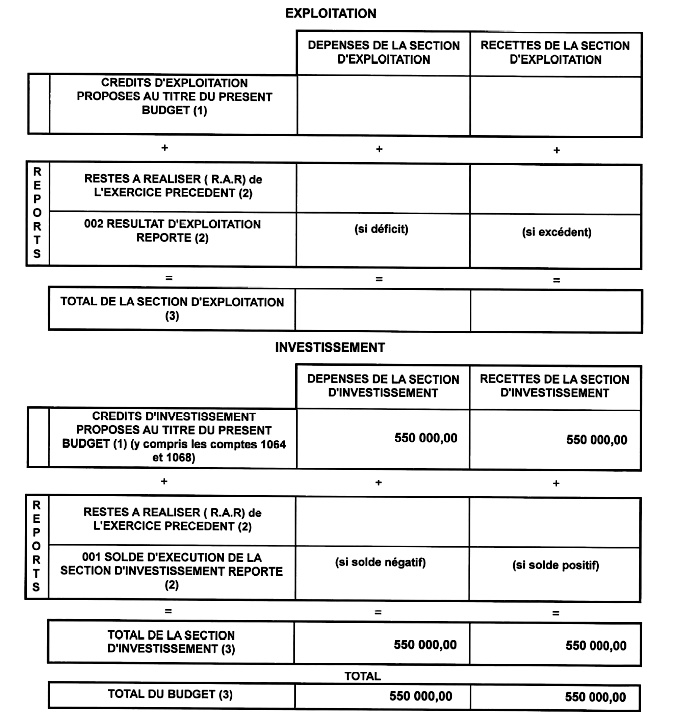 EXPLOITATION
DEPENSES DE LA SECTION
D'EXPLOITATION
RECETTES DE LA SECTION
D'EXPLOITATION
CREDITS D'EXPLOITATION
PROPOSES AU TITRE DU PRESENT
BUDGET (1)
+ + +
REPORTS
RESTES A REALISER ( R.A.R) de
L'EXERCICE PRECEDENT (2)
002 RESULTAT D'EXPLOITATION
REPORTE (2)
(si déficit)
(si excédent)
= = =
TOTAL DE LA SECTION D'EXPLOITATION
(3)
INVESTISSEMENT
DEPENSES DE LA SECTION
D'INVESTISSEMENT
RECETTES DE LA SECTION
D'INVESTISSEMENT
CREDITS D'INVESTISSEMENT
PROPOSES AU TITRE DU PRESENT
BUDGET (1) (y compris les comptes 1064
et 1068)
550 000,00
550 000,00
+ + +
REPORTS
RESTES A REALISER ( R.A.R) de
L'EXERCICE PRECEDENT (2)
001 SOLDE D'EXECUTION DE LA
SECTION D'INVESTISSEMENT REPORTE
(2)
(si solde négatif)
(si solde positif)
= = =
TOTAL DE LA SECTION
D'INVESTISSEMENT (3)
550 000,00
550 000,00
TOTAL
TOTAL DU BUDGET (3)
550 000,00
550 000,00